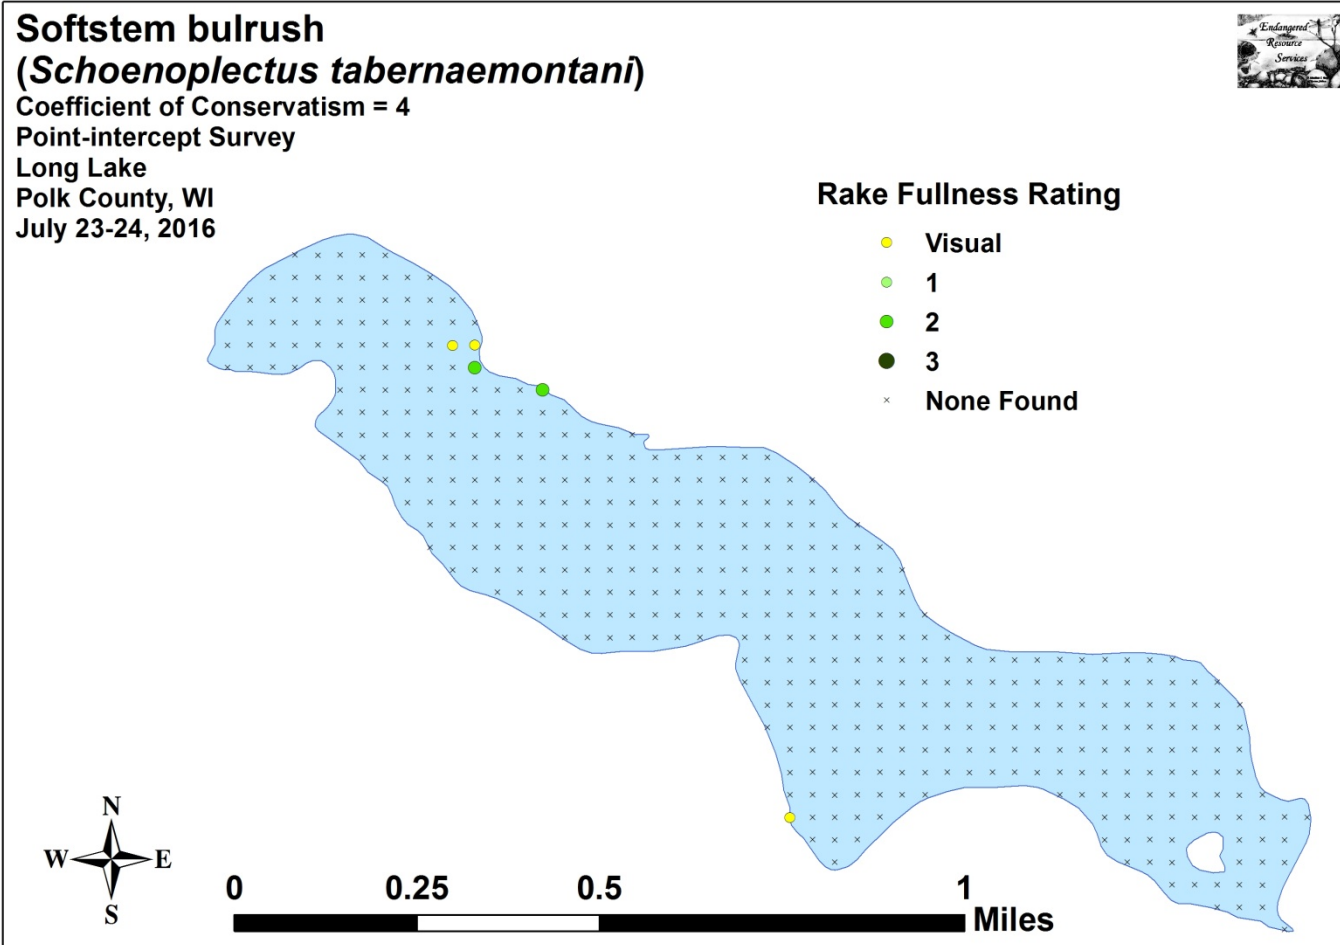 Softstem bulrush
(Schoenoplectus tabernaemontani)
Coefficient of Conservatism = 4
Point-intercept Survey
Long Lake
Polk County, WI
July 23-24, 2016
Endangered
Resource
Services
Rake Fullness Rating
Visual
1
2
3
None Found
N
W E
S
0 0.25 0.5 1
Miles